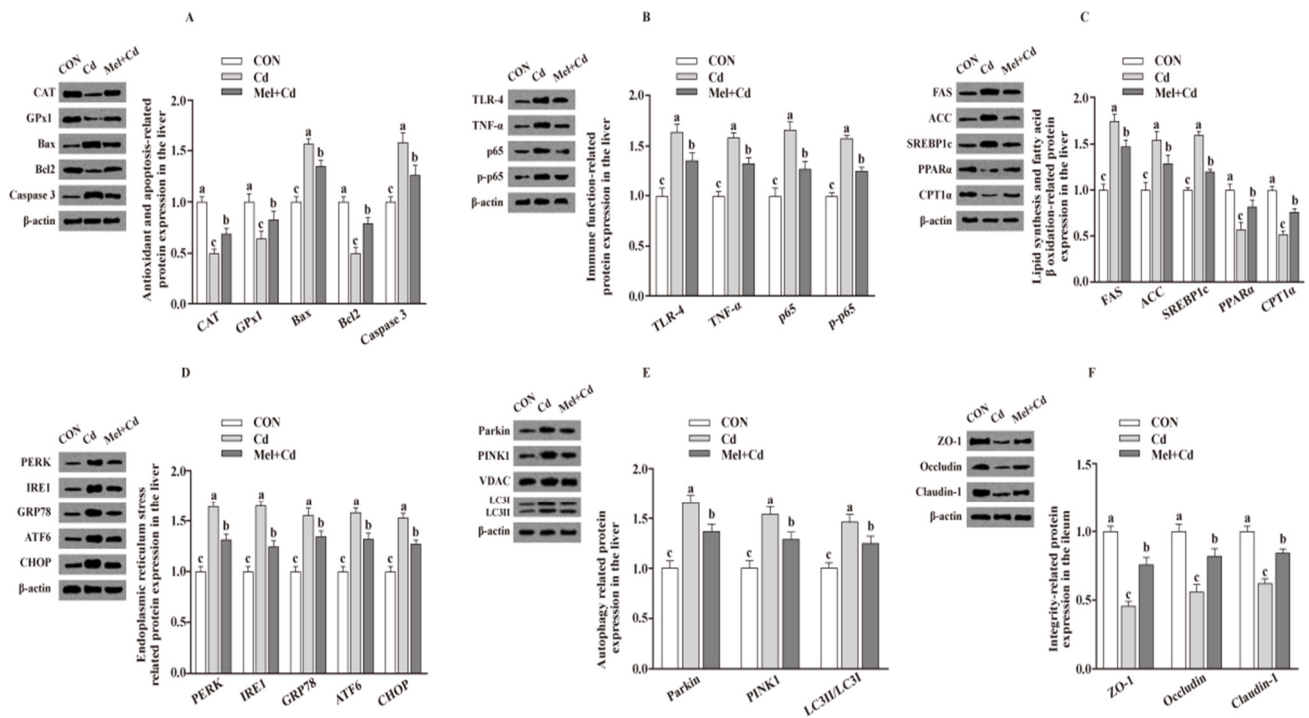 A
CON Cd Mel+Cd
CAT
GPx1
Bax
Bcl2
Caspase 3
β-actin
CON
Cd
Mel+Cd
Antioxidant and apoptosis-related
protein expression in the liver
2.0
1.5
1.0
0.5
0.0
a c b
a c b
c a b
a c b
c a b
CAT GPx1 Bax Bcl2 Caspase 3
B
CON Cd Mel+Cd
TLR-4
TNF-α
p65
p-p65
β-actin
CON
Cd
Mel+Cd
Immune function-related
protein expression in the liver
2.0
1.5
1.0
0.5
0.0
c a b
c a b
c a b
c a b
TLR-4 TNF-α p65 p-p65
C
CON Cd Mel+Cd
FAS
ACC
SREBP1c
PPARα
CPT1α
β-actin
CON
Cd
Mel+Cd
Lipid synthesis and fatty acid
β oxidation-related protein
expression in the liver
2.0
1.5
1.0
0.5
0.0
c a b
c a b
c a b
a c b
a c b
FAS ACC SREBP1c PPARα CPT1α
D
CON Cd Mel+Cd
PERK
IRE1
GRP78
ATF6
CHOP
β-actin
CON
Cd
Mel+Cd
Endoplasmic reticulum stress
related protein expression in the liver
2.0
1.5
1.0
0.5
0.0
c a b
c a b
c a b
c a b
c a b
PERK IRE1 GRP78 ATF6 CHOP
E
CON Cd Mel+Cd
Parkin
PINK1
VDAC
LC3I
LC3II
β-actin
CON
Cd
Mel+Cd
Autophagy related protein
expression in the liver
2.0
1.5
1.0
0.5
0.0
c a b
c a b
c a b
Parkin PINK1 LC3II/LC3I
F
CON Cd Mel+Cd
ZO-1
Occludin
Claudin-1
β-actin
CON
Cd
Mel+Cd
Integrity-related protein
expression in the ileum
1.5
1.0
0.5
0.0
a c b
a c b
a c b
ZO-1 Occludin Claudin-1